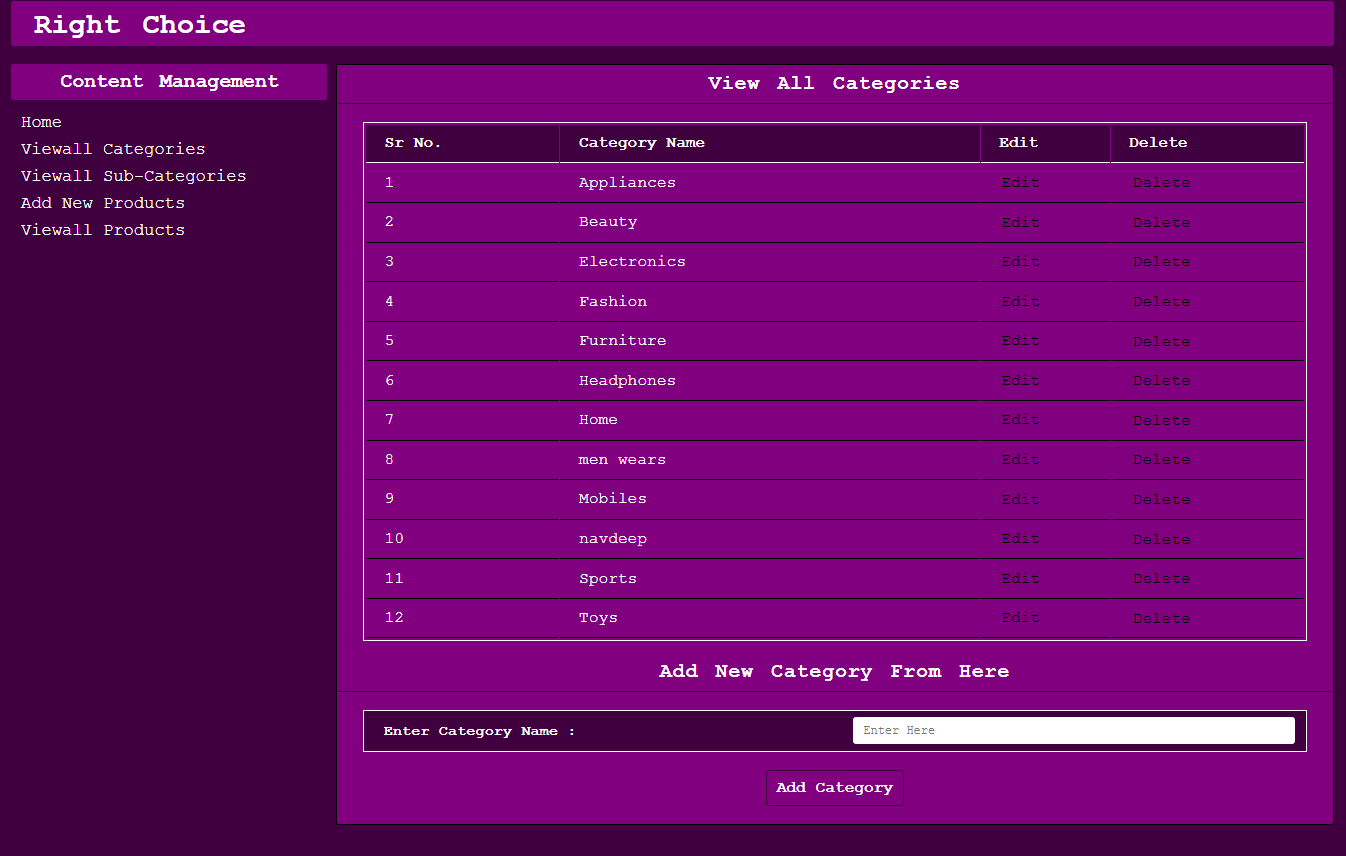 Right Choice
Content Management
Home
Viewall Categories
Viewall Sub-Categories
Add New Products
Viewall Products
View All Categories
Sr No. Category Name Edit Delete
1 Appliances Edit Delete
2 Beauty Edit Delete
3 Electronics Edit Delete
4 Fashion Edit Delete
5 Furniture Edit Delete
6 Headphones Edit Delete
7 Home Edit Delete
8 men wears Edit Delete
9 Mobiles Edit Delete
10 navdeep Edit Delete
11 Sports Edit Delete
12 Toys Edit Delete
Add New Category From Here
Enter Category Name : Enter Here
Add Category